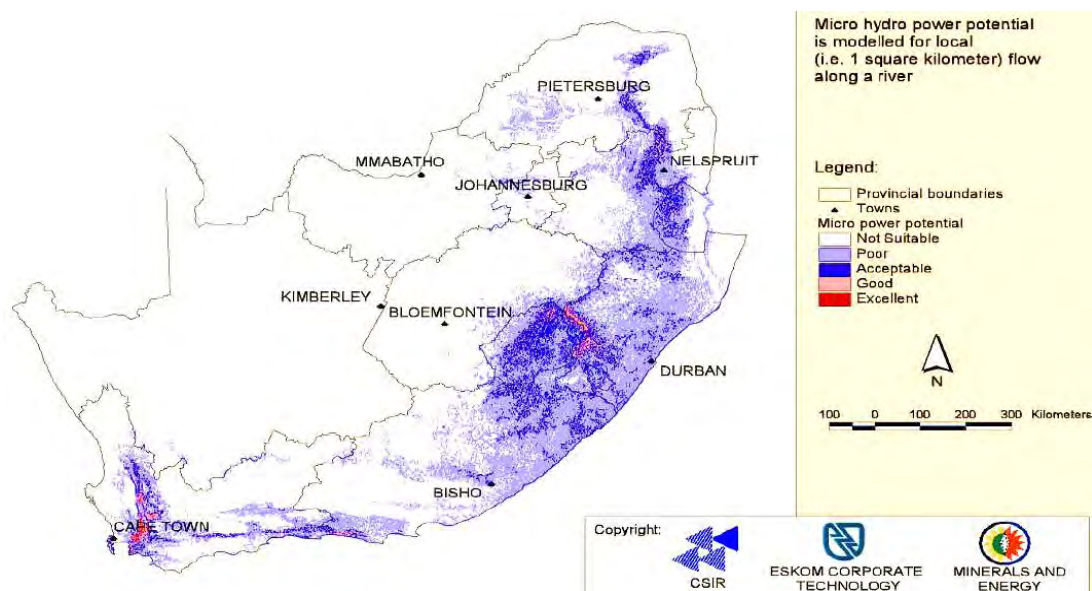 Micro hydro power potential
is modelled for local
(i.e. 1 square kilometer) flow
along a river
PIETERSBURG
MMABATHO
NELSPRUIT
JOHANNESBURG
KIMBERLEY
BLOEMFONTEIN
DURBAN
BISHO
CAPE TOWN
Legend:
Provincial boundaries
Towns
Micro power potential
Not Suitable
Poor
Acceptable
Good
Excellent
N
100 0 100 200 300 Kilometers
Copyright:
CSIR
ESKOM CORPORATE
TECHNOLOGY
MINERALS AND
ENERGY